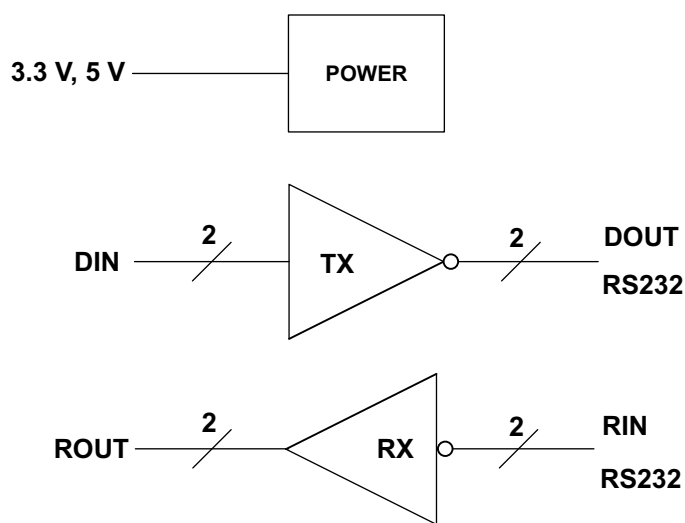 3.3 V, 5 V
POWER
DIN
2
TX
2
DOUT
RS232
ROUT
2
RX
2
RIN
RS232